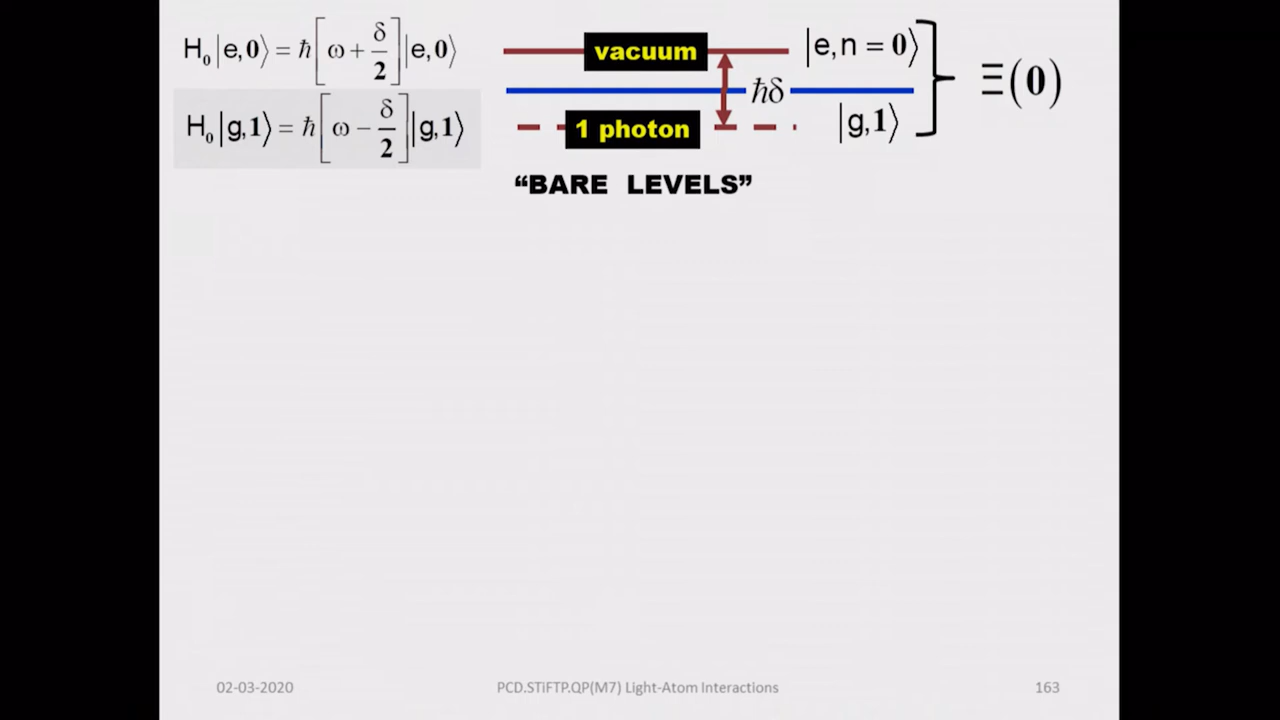 H₀|e,0⟩ = ℏ[ω + δ/2]|e,0⟩
H₀|g,1⟩ = ℏ[ω − δ/2]|g,1⟩
vacuum |e,n = 0⟩
ℏδ Ξ(0)
1 photon |g,1⟩
“BARE LEVELS”
02-03-2020 PCD.STiFTP.QP(M7) Light-Atom Interactions 163